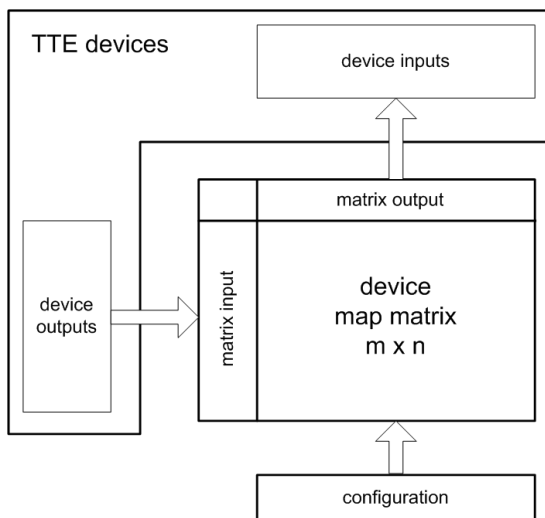 TTE devices
device inputs
matrix output
device
outputs
matrix input
device
map matrix
m x n
configuration